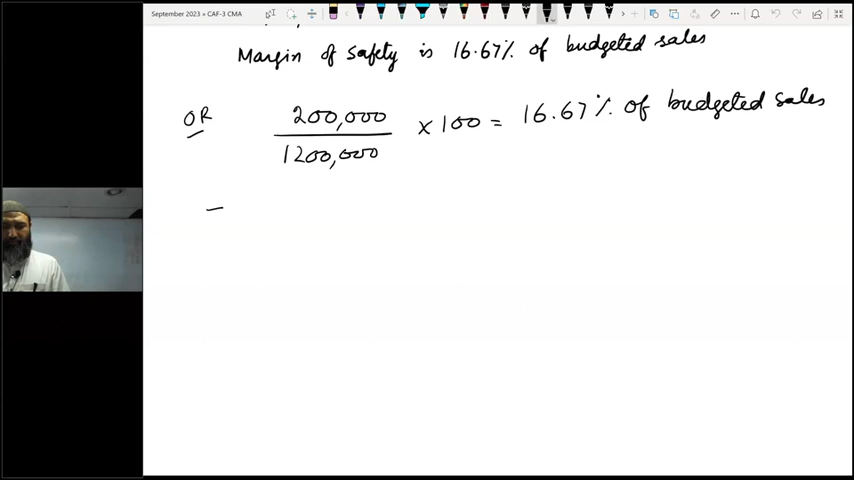 September 2023 » CAF-3 CMA
Margin of safety is 16.67% of budgeted sales
OR 200,000 × 100 = 16.67% of budgeted sales
1200,000